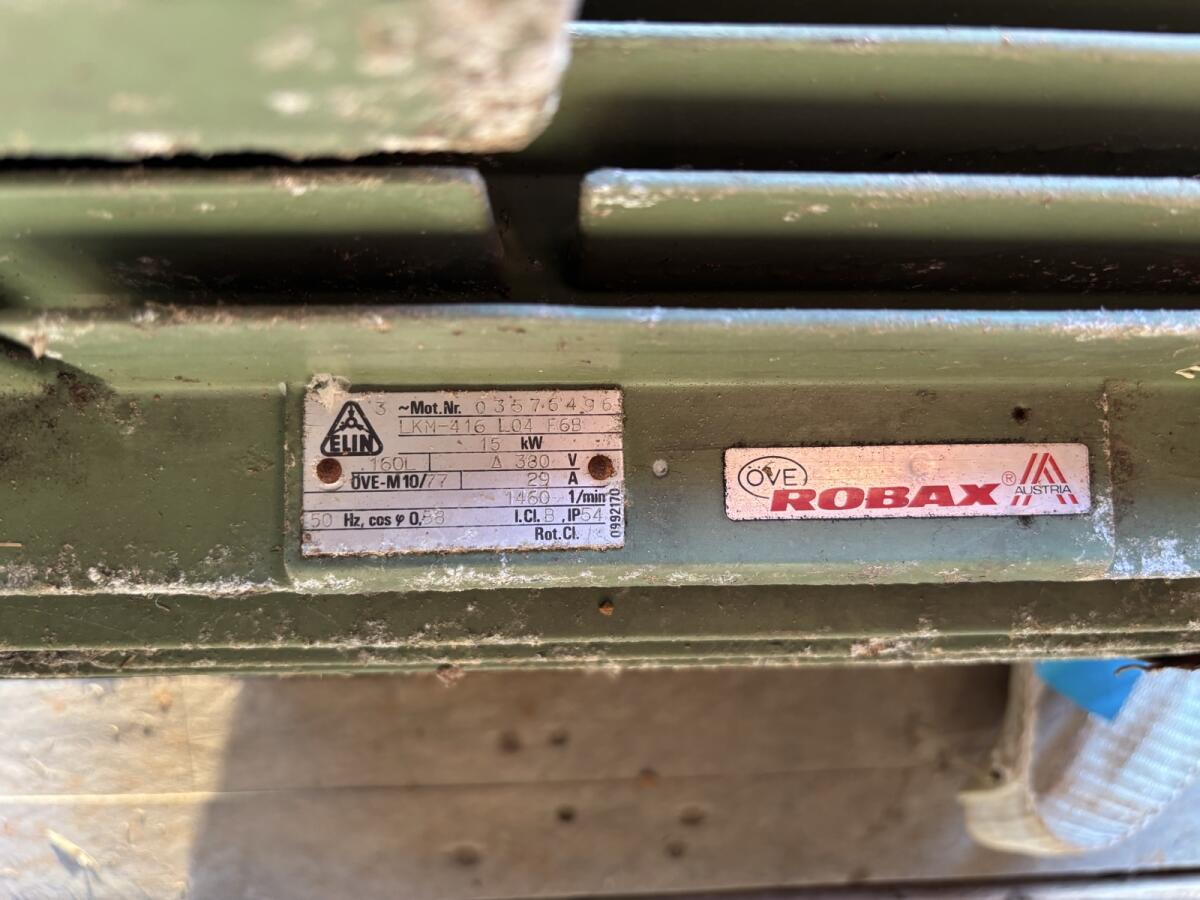 ELIN
3 ~Mot.Nr. 03576496
LKM-416 L04 F6B
15 kW
160L Δ 380 V
ÖVE-M10/77 29 A
1460 1/min
50 Hz, cos φ 0,88 I.Cl. B, IP54
Rot.Cl.
0992170
ÖVE
ROBAX®
AUSTRIA